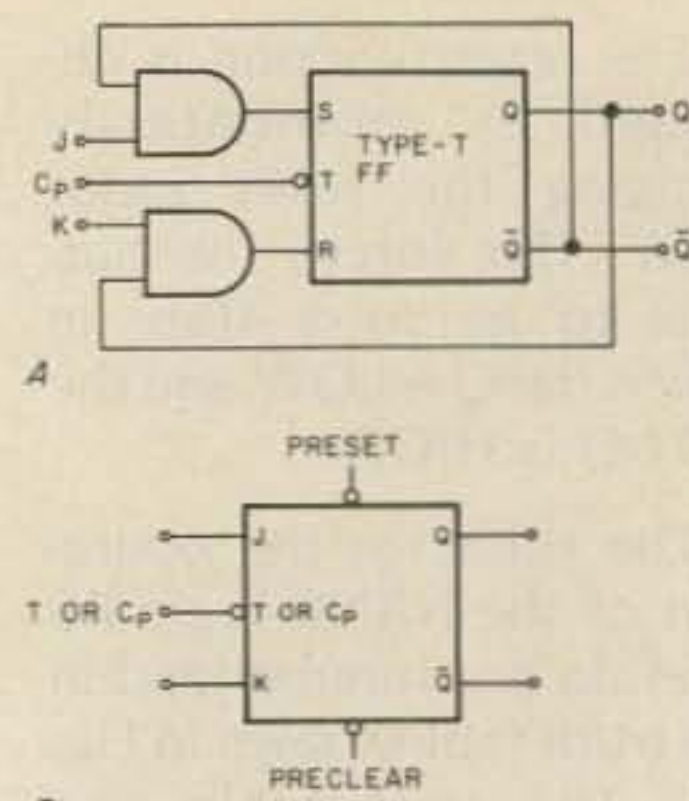 S Q Q
J
TYPE-T
Cp T FF
K
R Q̄ Q̄
A
PRESET
J Q
T OR Cp T OR Cp
K Q̄
PRECLEAR